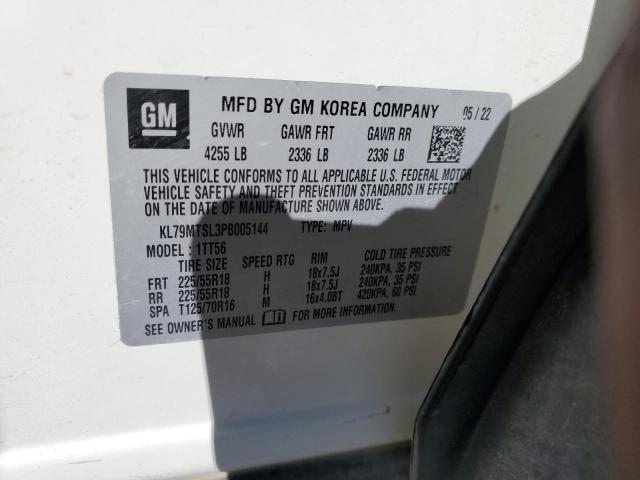 GM MFD BY GM KOREA COMPANY 05 / 22
GVWR GAWR FRT GAWR RR
4255 LB 2336 LB 2336 LB
THIS VEHICLE CONFORMS TO ALL APPLICABLE U.S. FEDERAL MOTOR
VEHICLE SAFETY AND THEFT PREVENTION STANDARDS IN EFFECT
ON THE DATE OF MANUFACTURE SHOWN ABOVE.
KL79MTSL3PB005144 TYPE: MPV
MODEL : 1TT56
TIRE SIZE SPEED RTG RIM COLD TIRE PRESSURE
FRT 225/55R18 H 18x7.5J 240KPA, 35 PSI
RR 225/55R18 H 18x7.5J 240KPA, 35 PSI
SPA T125/70R16 M 16x4.0BT 420KPA, 60 PSI
SEE OWNER'S MANUAL FOR MORE INFORMATION